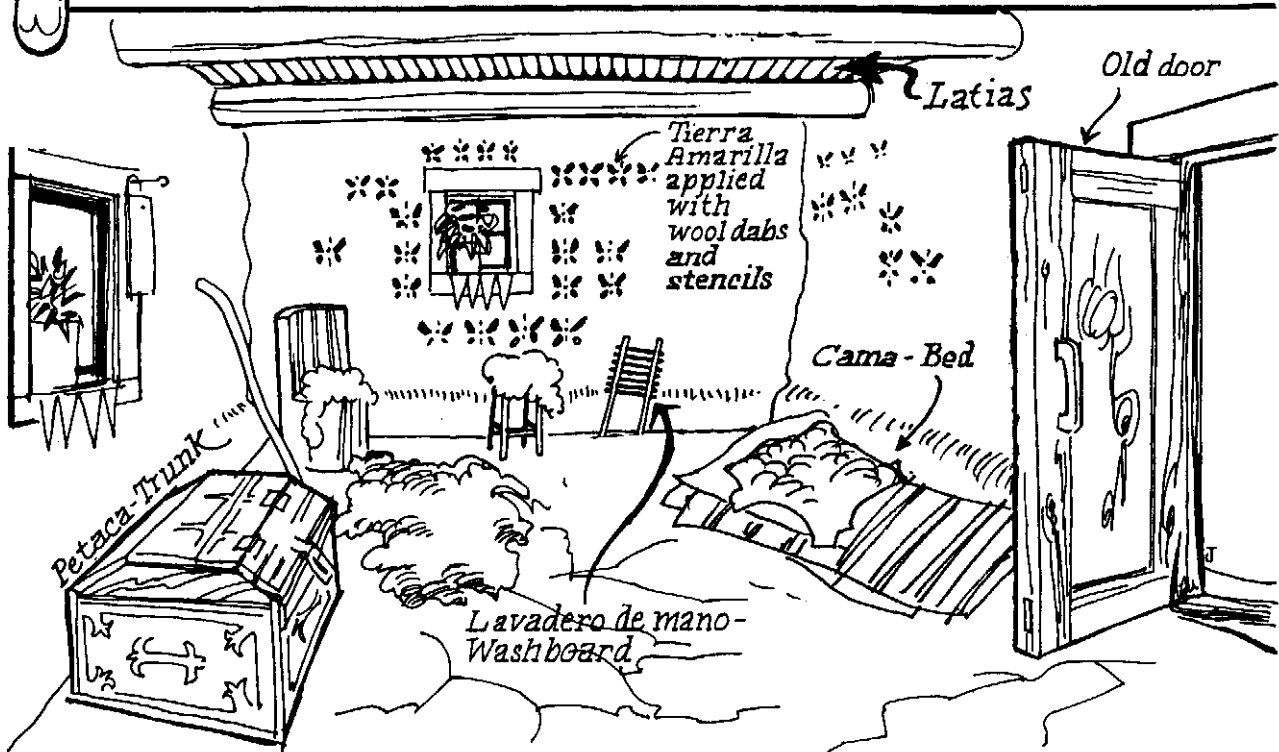 Old door
Latias
Tierra
Amarilla
applied
with
wool dabs
and
stencils
Cama - Bed
Petaca-Trunk
Lavadero de mano-
Washboard
J